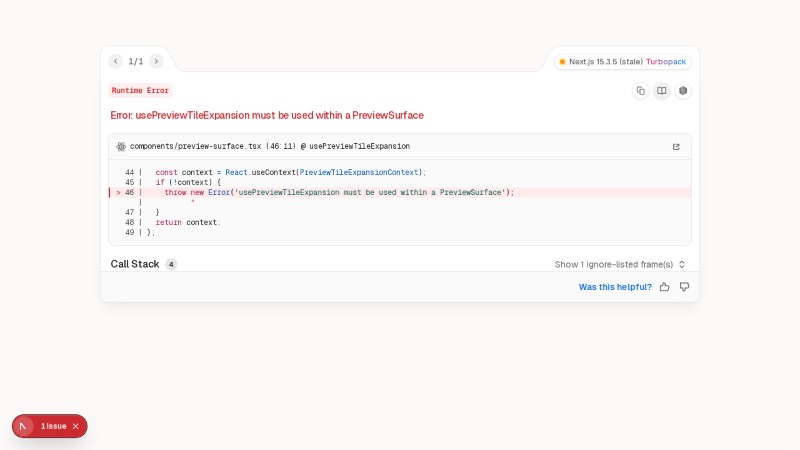 1/1
Next.js 15.3.5 (stale) Turbopack
Runtime Error
Error: usePreviewTileExpansion must be used within a PreviewSurface
components/preview-surface.tsx (46:11) @ usePreviewTileExpansion
44 |   const context = React.useContext(PreviewTileExpansionContext);
45 |   if (!context) {
> 46 |     throw new Error('usePreviewTileExpansion must be used within a PreviewSurface');
|           ^
47 |   }
48 |   return context;
49 | };
Call Stack 4
Show 1 ignore-listed frame(s)
Was this helpful?
1 Issue